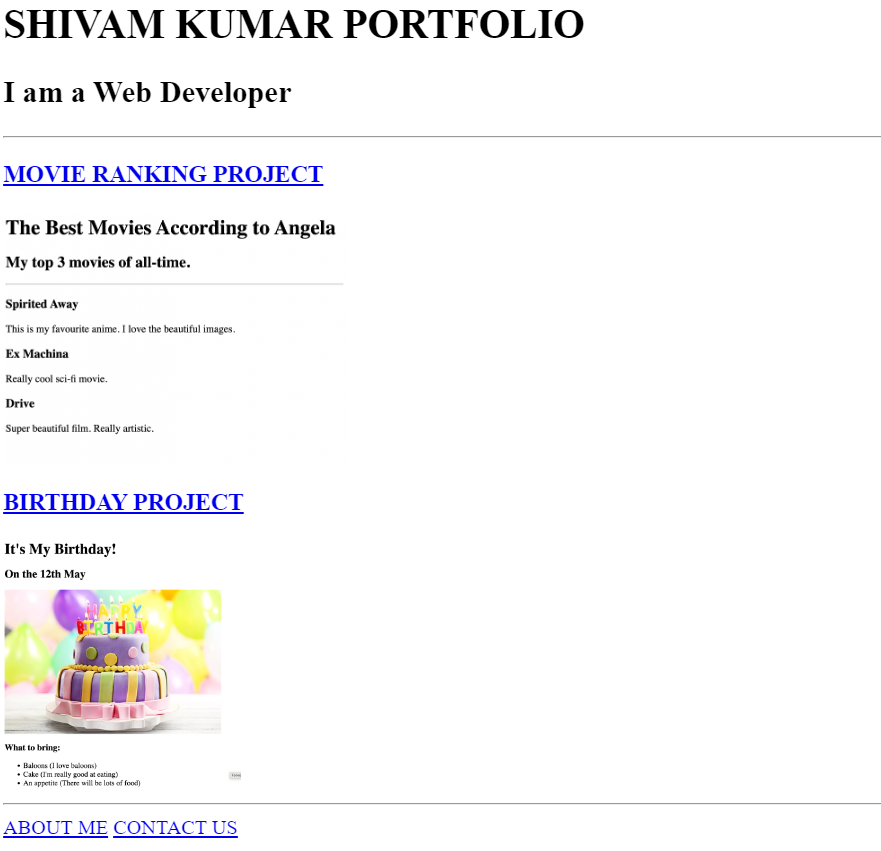 SHIVAM KUMAR PORTFOLIO
I am a Web Developer
MOVIE RANKING PROJECT
The Best Movies According to Angela
My top 3 movies of all-time.
Spirited Away
This is my favourite anime. I love the beautiful images.
Ex Machina
Really cool sci-fi movie.
Drive
Super beautiful film. Really artistic.
BIRTHDAY PROJECT
It's My Birthday!
On the 12th May
HAPPY
BIRTHDAY
What to bring:
Baloons (I love baloons)
Cake (I'm really good at eating)
An appetite (There will be lots of food)
ABOUT ME CONTACT US